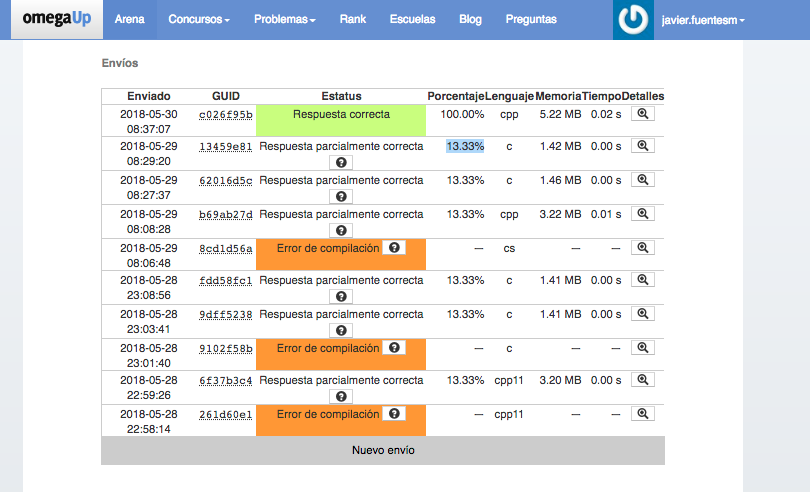 omegaUp Arena Concursos Problemas Rank Escuelas Blog Preguntas javier.fuentesm
Envíos
Enviado GUID Estatus Porcentaje Lenguaje Memoria Tiempo Detalles
2018-05-30 c026f95b Respuesta correcta 100.00% cpp 5.22 MB 0.02 s
08:37:07
2018-05-29 13459e81 Respuesta parcialmente correcta 13.33% c 1.42 MB 0.00 s
08:29:20 ?
2018-05-29 62016d5c Respuesta parcialmente correcta 13.33% c 1.46 MB 0.00 s
08:27:37 ?
2018-05-29 b69ab27d Respuesta parcialmente correcta 13.33% cpp 3.22 MB 0.01 s
08:08:28 ?
2018-05-29 8cd1d56a Error de compilación ? — cs — —
08:06:48
2018-05-28 fdd58fc1 Respuesta parcialmente correcta 13.33% c 1.41 MB 0.00 s
23:08:56 ?
2018-05-28 9dff5238 Respuesta parcialmente correcta 13.33% c 1.41 MB 0.00 s
23:03:41 ?
2018-05-28 9102f58b Error de compilación ? — c — —
23:01:40
2018-05-28 6f37b3c4 Respuesta parcialmente correcta 13.33% cpp11 3.20 MB 0.00 s
22:59:26 ?
2018-05-28 261d60e1 Error de compilación ? — cpp11 — —
22:58:14
Nuevo envío